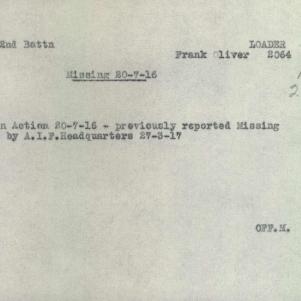 2nd Battn LOADER
Frank Oliver 2064
Missing 20-7-16
n Action 20-7-16 - previously reported Missing
by A.I.F.Headquarters 27-3-17
OFF.M.